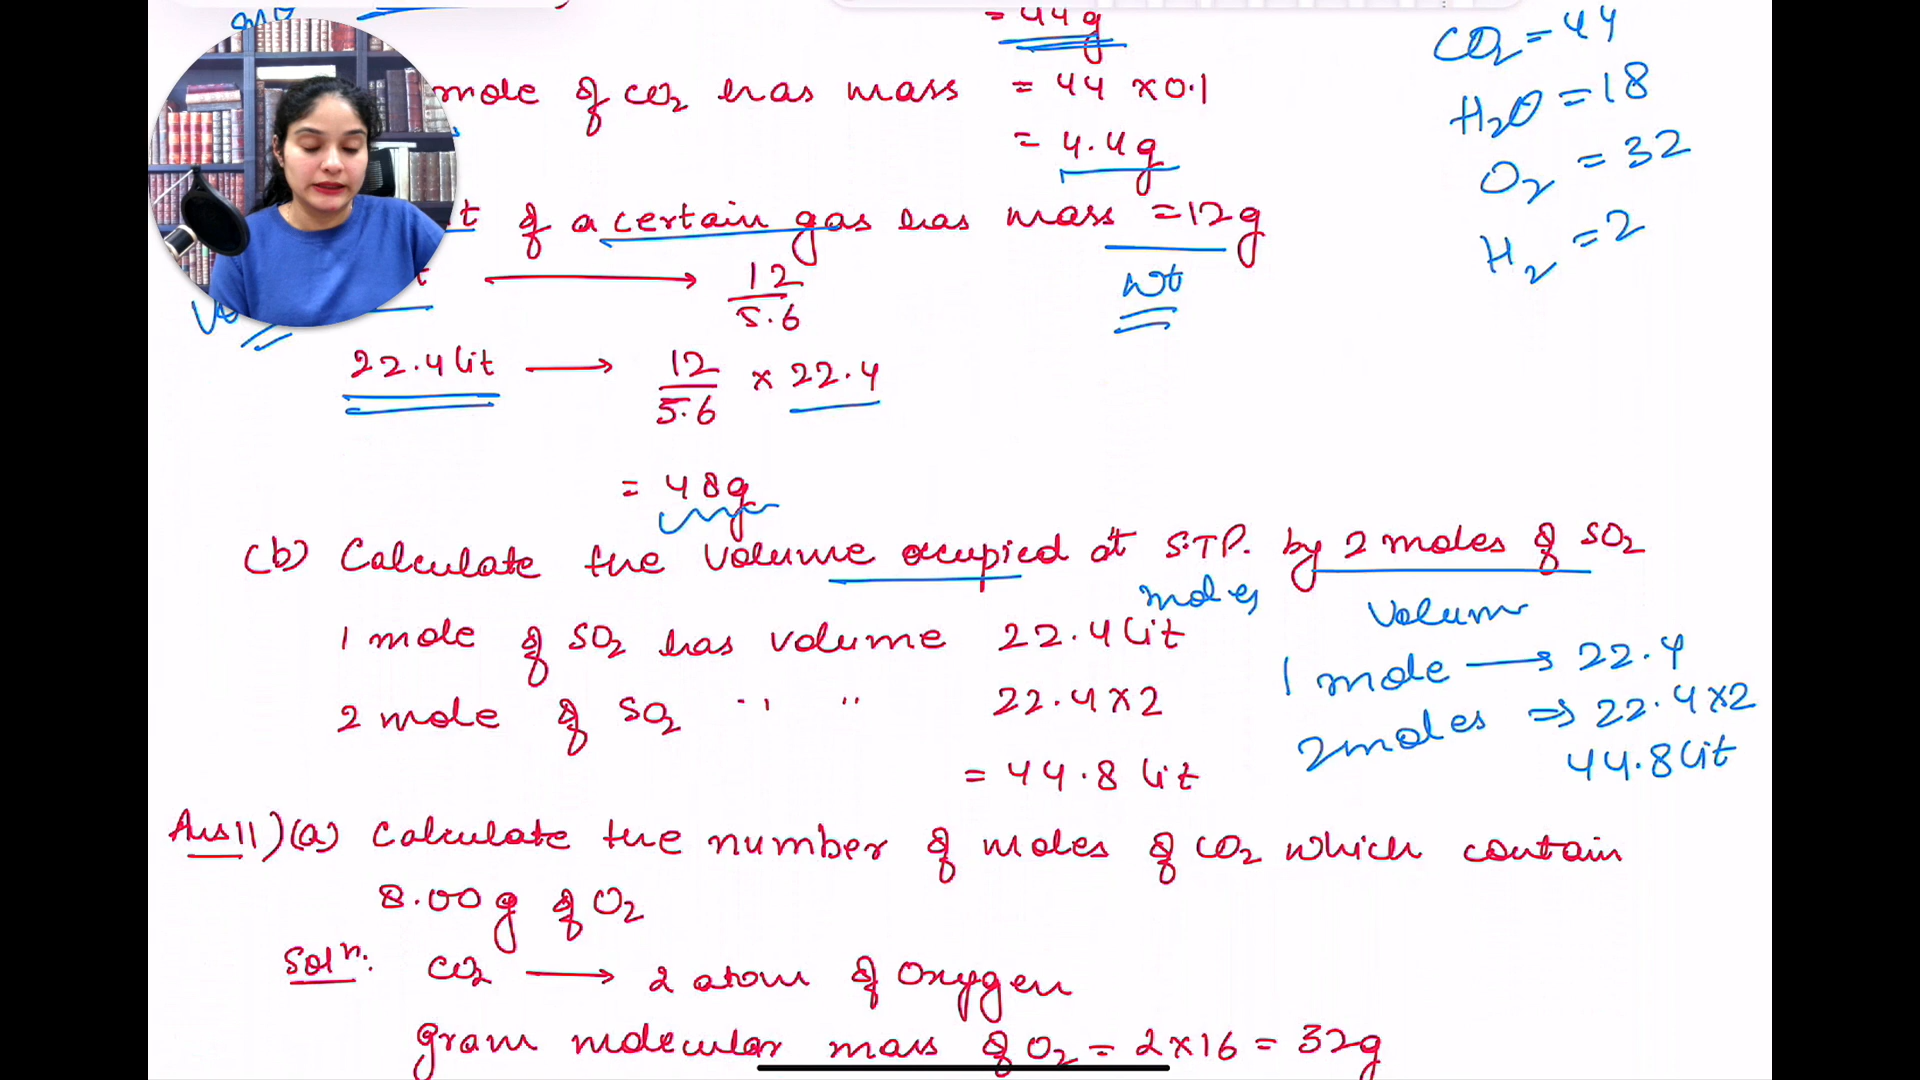 = 44g
CO2 = 44
mole of CO2 has mass = 44 × 0.1
H2O = 18
= 4.4g
O2 = 32
t of a certain gas has mass = 12g
H2 = 2
t ⟶ 12/5.6
wt
22.4 lit ⟶ 12/5.6 × 22.4
= 48g
(b) Calculate the volume occupied at S.T.P. by 2 moles of SO2
moles
Volum
1 mole of SO2 has volume 22.4 lit
1 mole ⟶ 22.4
2 mole of SO2 " " 22.4×2
2moles ⇒ 22.4×2
= 44.8 lit
44.8 lit
Ans11)(a) Calculate the number of moles of CO2 which contain
8.00g of O2
Soln: CO2 ⟶ 2 atom of Oxygen
gram molecular mass of O2 = 2×16 = 32g